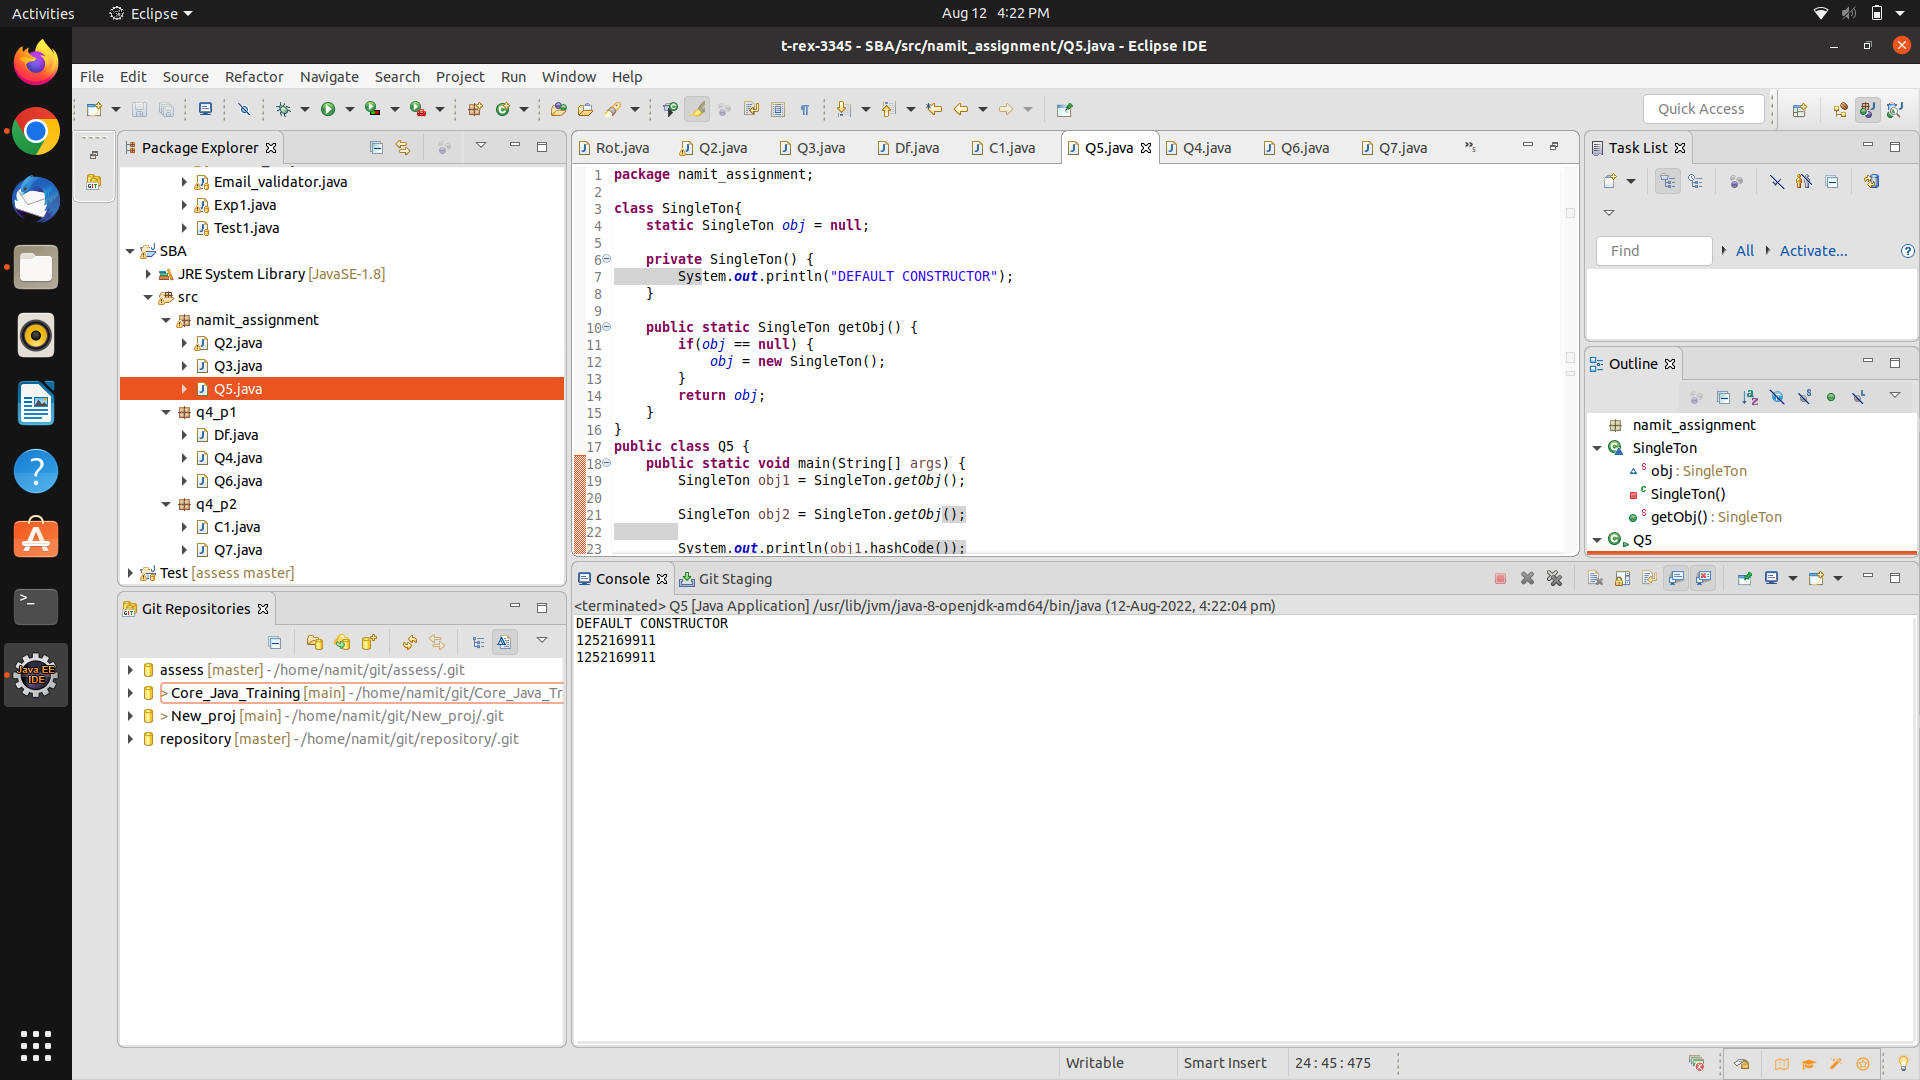 Activities Eclipse Aug 12 4:22 PM
t-rex-3345 - SBA/src/namit_assignment/Q5.java - Eclipse IDE
File Edit Source Refactor Navigate Search Project Run Window Help
Quick Access
Package Explorer
Email_validator.java
Exp1.java
Test1.java
SBA
JRE System Library [JavaSE-1.8]
src
namit_assignment
Q2.java
Q3.java
Q5.java
q4_p1
Df.java
Q4.java
Q6.java
q4_p2
C1.java
Q7.java
Test [assess master]
Git Repositories
assess [master] - /home/namit/git/assess/.git
> Core_Java_Training [main] - /home/namit/git/Core_Java_Tr
> New_proj [main] - /home/namit/git/New_proj/.git
repository [master] - /home/namit/git/repository/.git
Rot.java Q2.java Q3.java Df.java C1.java Q5.java Q4.java Q6.java Q7.java »5
1 package namit_assignment;
2
3 class SingleTon{
4 static SingleTon obj = null;
5
6 private SingleTon() {
7 System.out.println("DEFAULT CONSTRUCTOR");
8 }
9
10 public static SingleTon getObj() {
11 if(obj == null) {
12 obj = new SingleTon();
13 }
14 return obj;
15 }
16 }
17 public class Q5 {
18 public static void main(String[] args) {
19 SingleTon obj1 = SingleTon.getObj();
20
21 SingleTon obj2 = SingleTon.getObj();
22
23 System.out.println(obj1.hashCode());
Console Git Staging
<terminated> Q5 [Java Application] /usr/lib/jvm/java-8-openjdk-amd64/bin/java (12-Aug-2022, 4:22:04 pm)
DEFAULT CONSTRUCTOR
1252169911
1252169911
Task List
Find All Activate... ?
Outline
namit_assignment
SingleTon
obj : SingleTon
SingleTon()
getObj() : SingleTon
Q5
Java EE
IDE
Writable Smart Insert 24 : 45 : 475